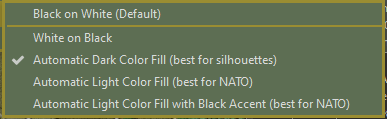 Black on White (Default)
White on Black
Automatic Dark Color Fill (best for silhouettes)
Automatic Light Color Fill (best for NATO)
Automatic Light Color Fill with Black Accent (best for NATO)